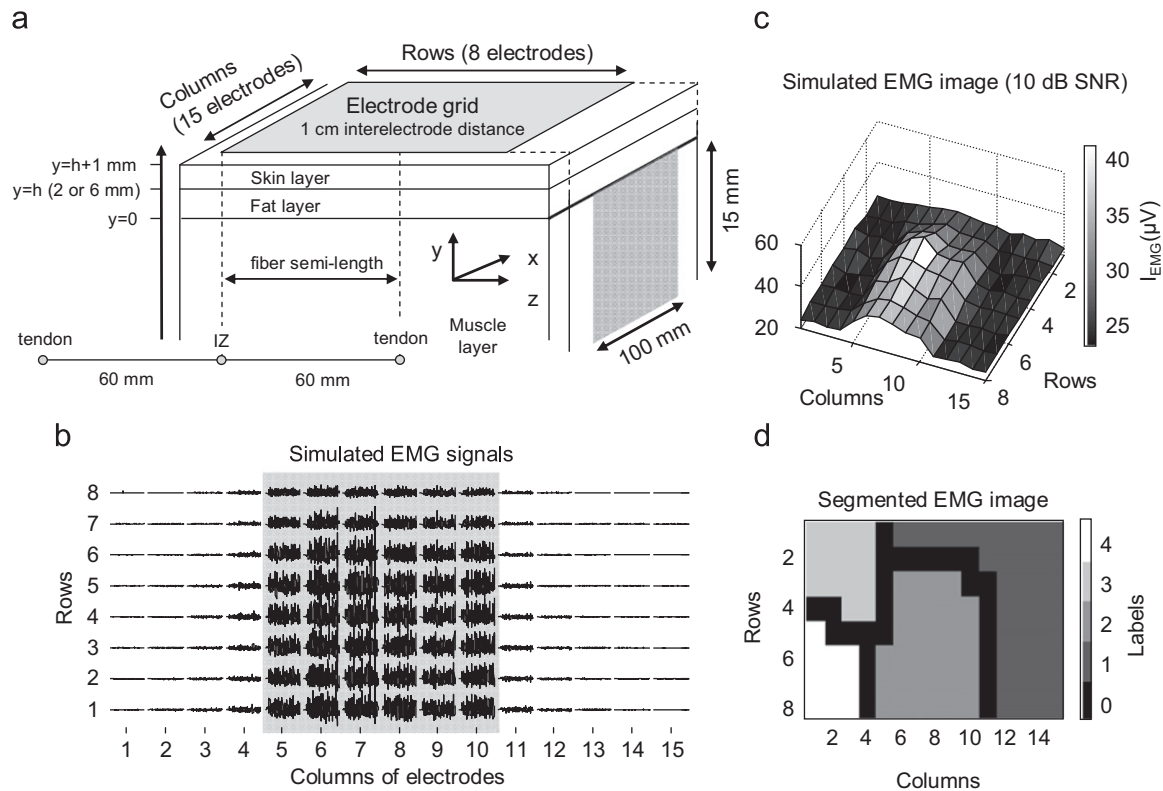 a
Rows (8 electrodes)
Columns
(15 electrodes)
Electrode grid
1 cm interelectrode distance
y=h+1 mm
Skin layer
y=h (2 or 6 mm)
Fat layer
y=0
15 mm
y
x
z
fiber semi-length
tendon
IZ
tendon
Muscle
layer
100 mm
60 mm
60 mm
b
Simulated EMG signals
8
7
6
5
4
3
2
1
Rows
1 2 3 4 5 6 7 8 9 10 11 12 13 14 15
Columns of electrodes
c
Simulated EMG image (10 dB SNR)
60
40
20
5
10
15
Columns
2
4
6
8
Rows
40
35
30
25
IEMG(µV)
d
Segmented EMG image
2
4
6
8
Rows
2 4 6 8 10 12 14
Columns
4
3
2
1
0
Labels